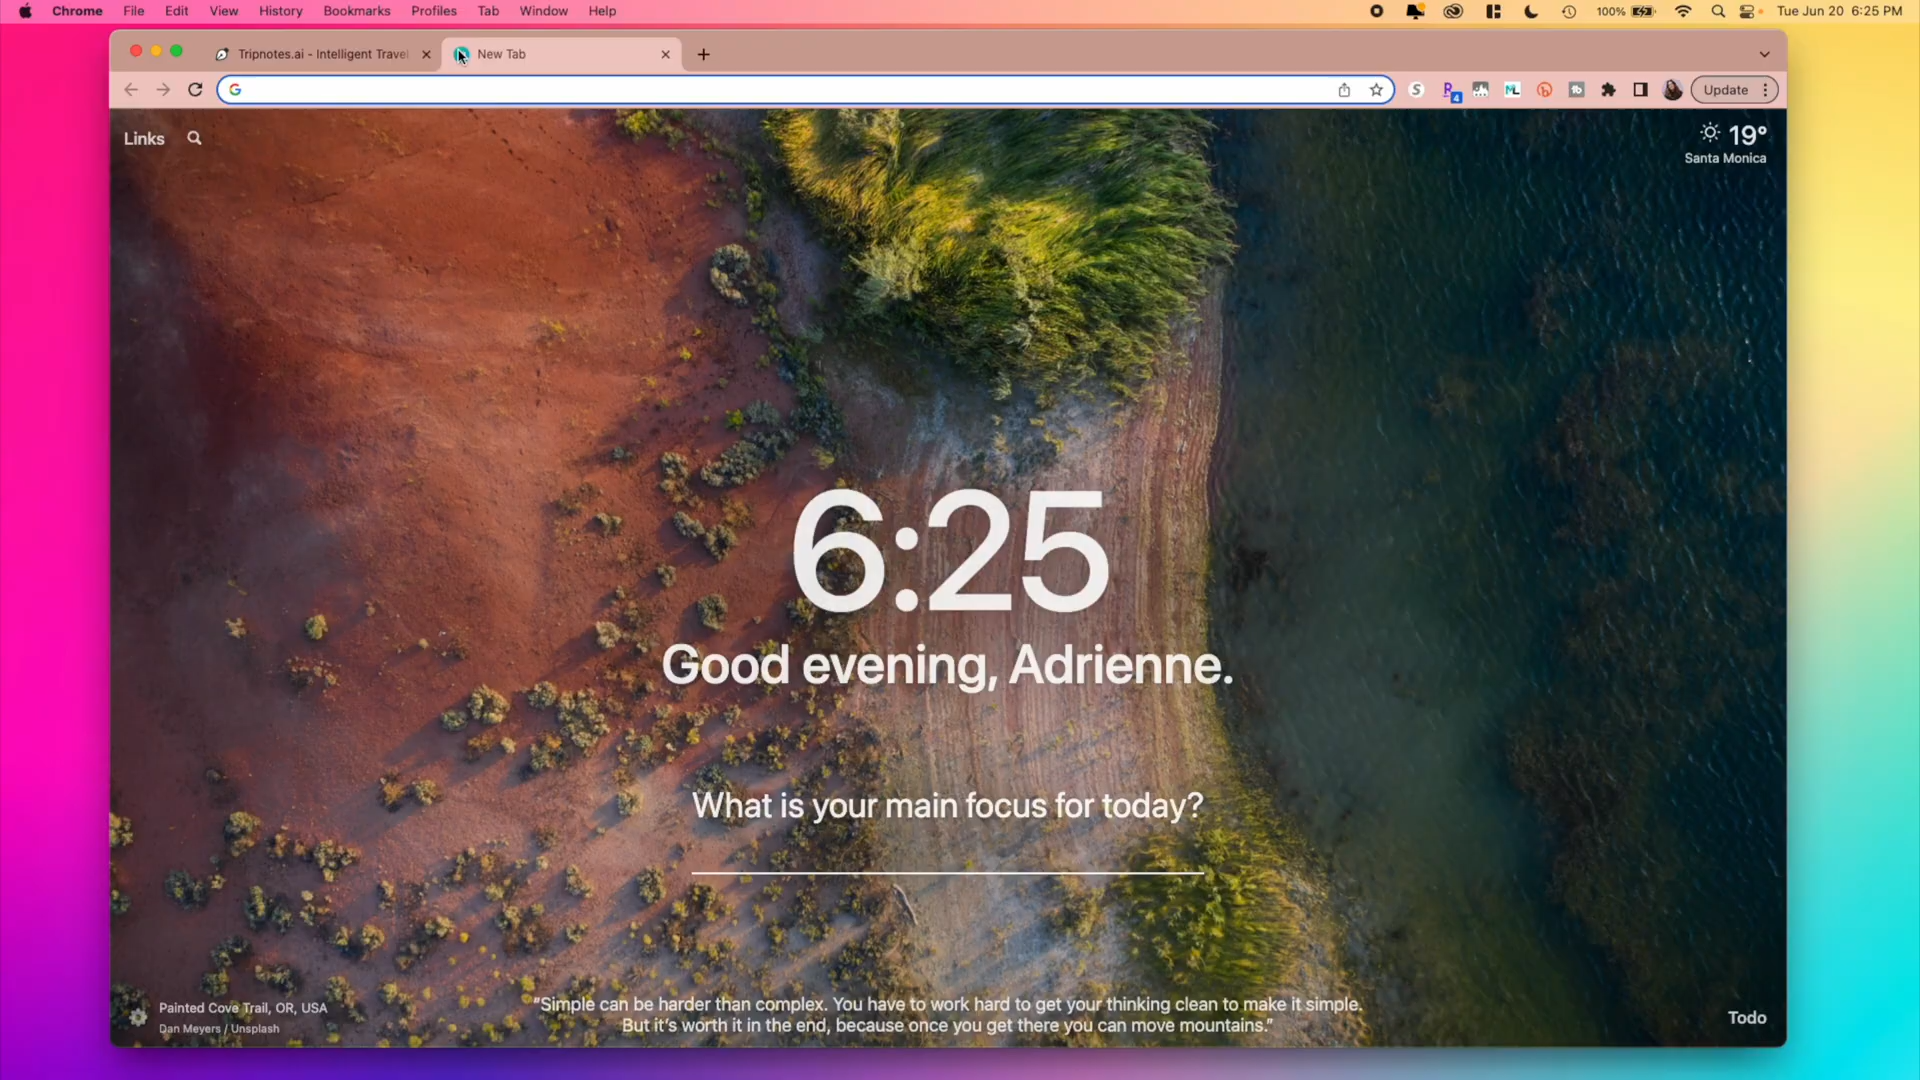 Chrome File Edit View History Bookmarks Profiles Tab Window Help 100% Tue Jun 20 6:25 PM
Tripnotes.ai - Intelligent Travel New Tab
Update
Links
19°
Santa Monica
6:25
Good evening, Adrienne.
What is your main focus for today?
Painted Cove Trail, OR, USA
Dan Meyers / Unsplash
“Simple can be harder than complex. You have to work hard to get your thinking clean to make it simple.
But it’s worth it in the end, because once you get there you can move mountains.”
Todo